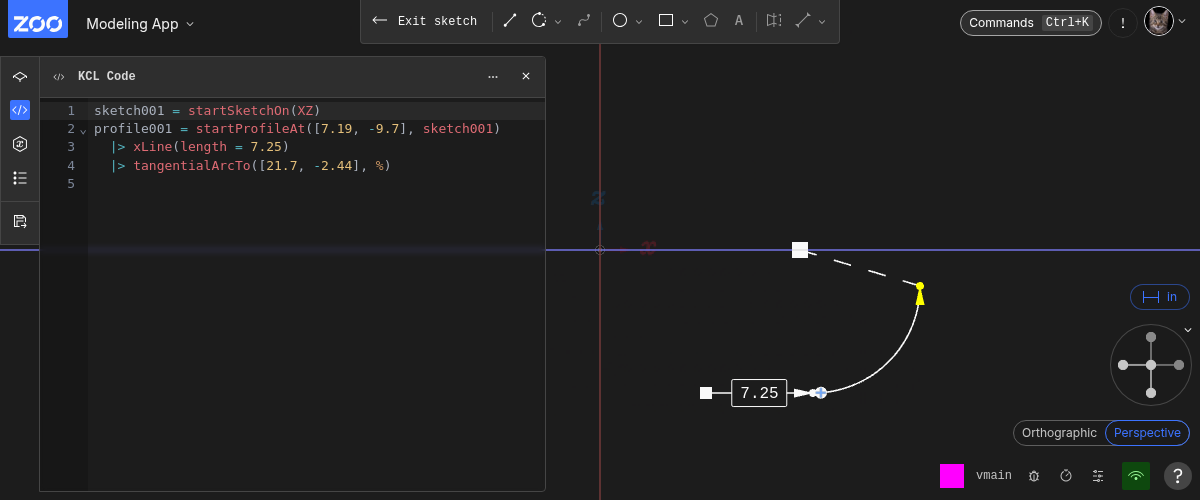 ZOO
Modeling App
Exit sketch
A
Commands Ctrl+K
!
KCL Code
1 sketch001 = startSketchOn(XZ)
2 profile001 = startProfileAt([7.19, -9.7], sketch001)
3 |> xLine(length = 7.25)
4 |> tangentialArcTo([21.7, -2.44], %)
5
z
x
in
7.25
Orthographic Perspective
vmain
?